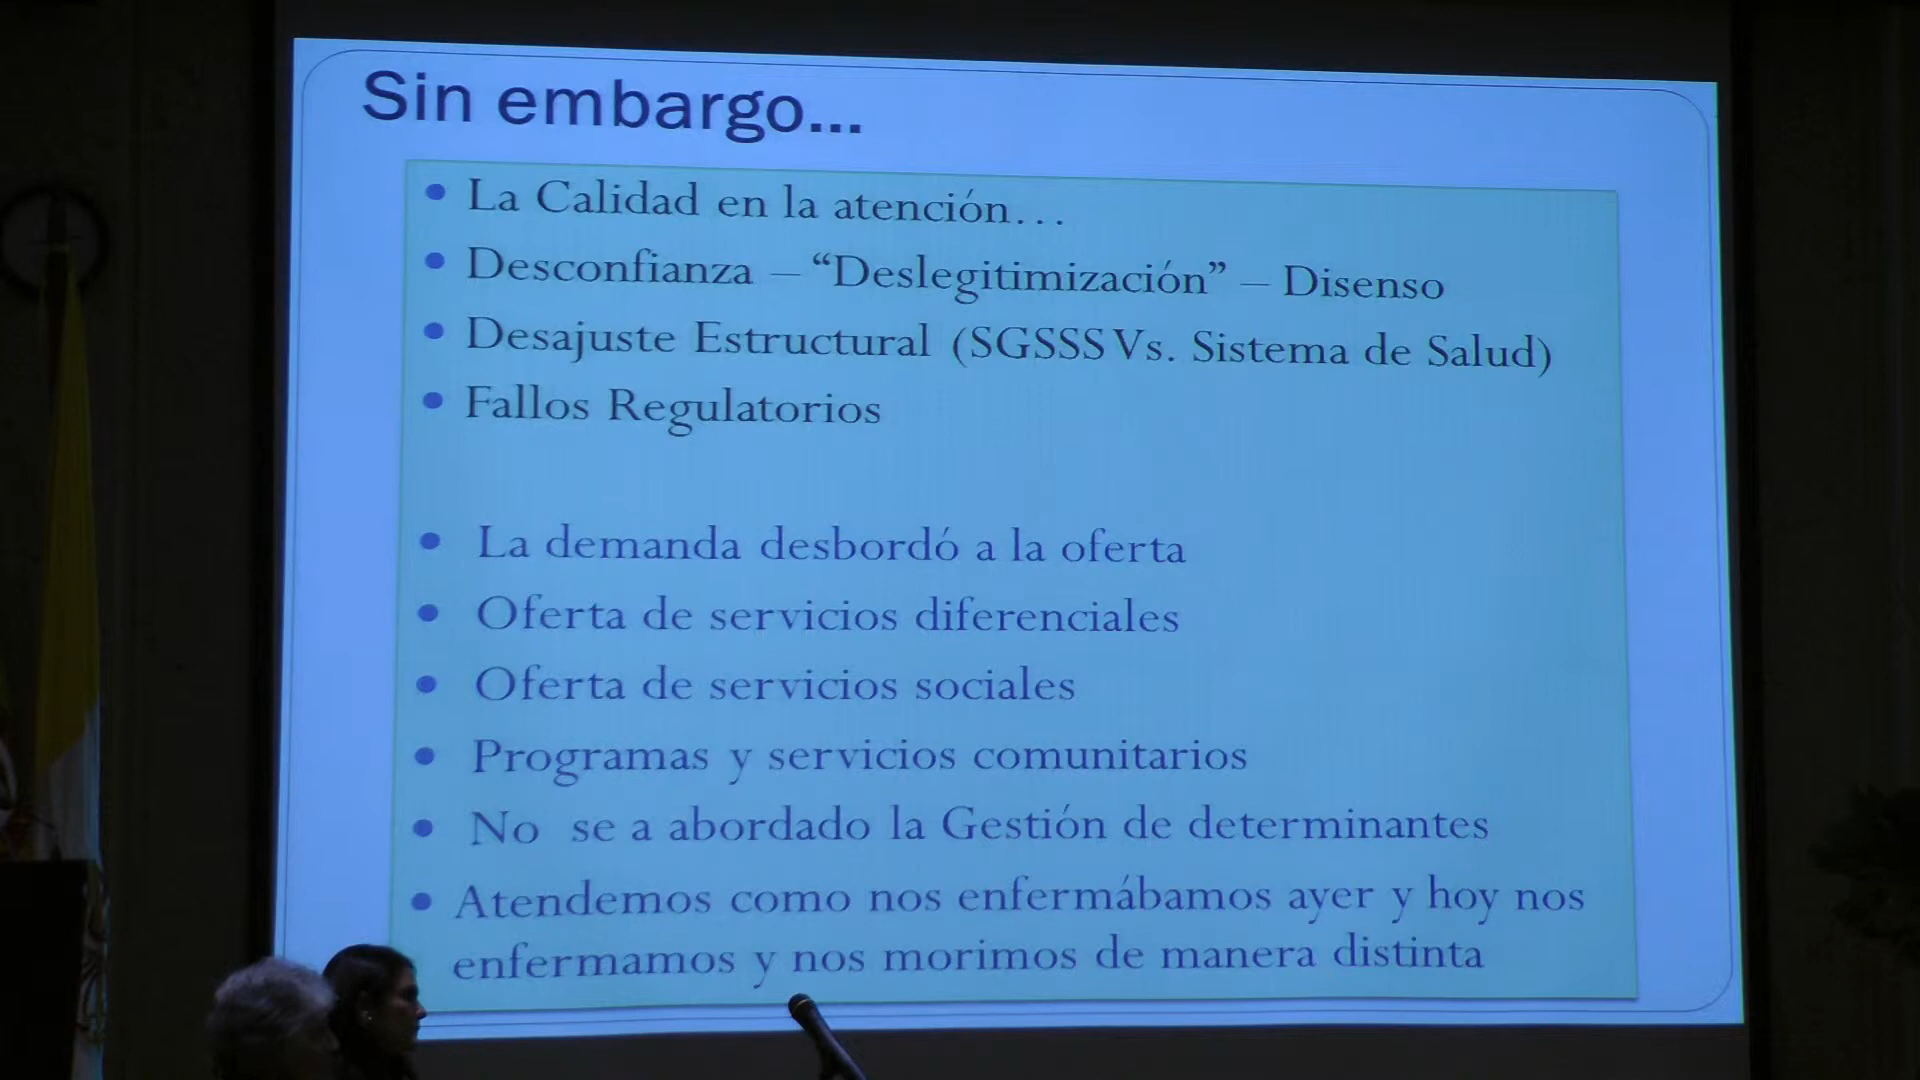 Sin embargo...
• La Calidad en la atención...
• Desconfianza – “Deslegitimización” – Disenso
• Desajuste Estructural (SGSSS Vs. Sistema de Salud)
• Fallos Regulatorios
• La demanda desbordó a la oferta
• Oferta de servicios diferenciales
• Oferta de servicios sociales
• Programas y servicios comunitarios
• No se a abordado la Gestión de determinantes
• Atendemos como nos enfermábamos ayer y hoy nos
enfermamos y nos morimos de manera distinta